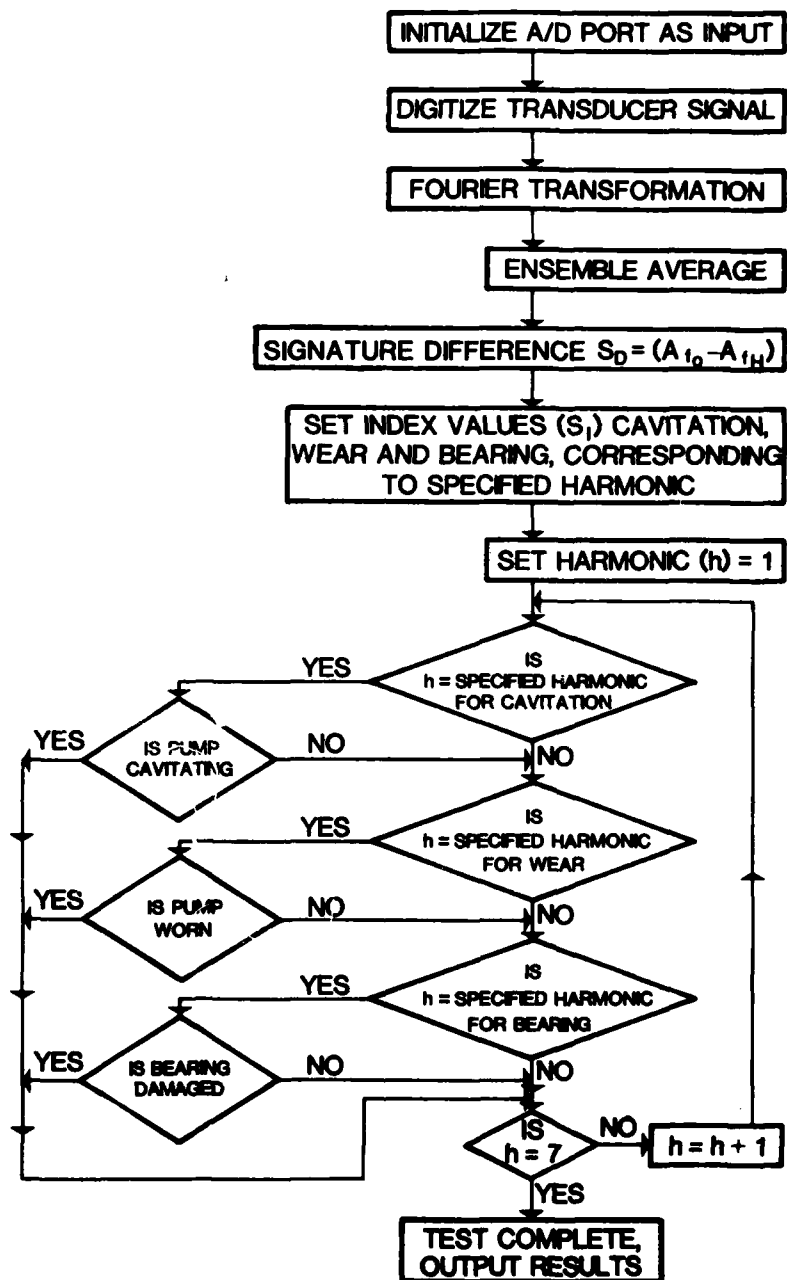 INITIALIZE A/D PORT AS INPUT
DIGITIZE TRANSDUCER SIGNAL
FOURIER TRANSFORMATION
ENSEMBLE AVERAGE
SIGNATURE DIFFERENCE S_D = (A_f_o - A_f_H)
SET INDEX VALUES (S_I) CAVITATION,
WEAR AND BEARING, CORRESPONDING
TO SPECIFIED HARMONIC
SET HARMONIC (h) = 1
YES
IS
h = SPECIFIED HARMONIC
FOR CAVITATION
YES
IS PUMP
CAVITATING
NO
NO
YES
IS
h = SPECIFIED HARMONIC
FOR WEAR
YES
IS PUMP
WORN
NO
NO
YES
IS
h = SPECIFIED HARMONIC
FOR BEARING
YES
IS BEARING
DAMAGED
NO
NO
IS
h = 7
NO
h = h + 1
YES
TEST COMPLETE,
OUTPUT RESULTS